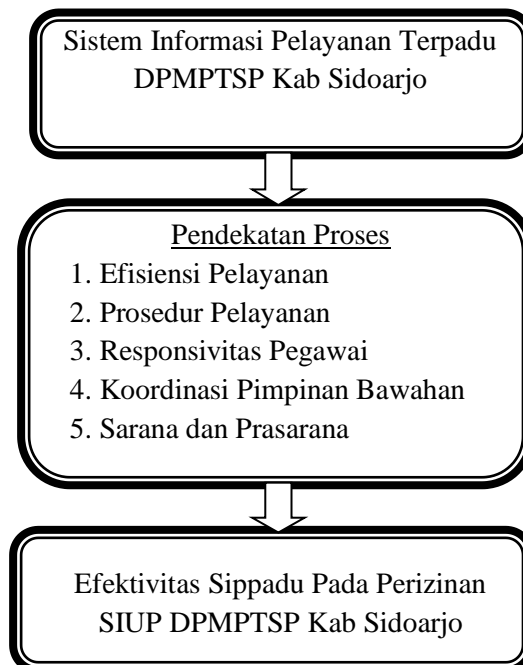 Sistem Informasi Pelayanan Terpadu
DPMPTSP Kab Sidoarjo
Pendekatan Proses
1. Efisiensi Pelayanan
2. Prosedur Pelayanan
3. Responsivitas Pegawai
4. Koordinasi Pimpinan Bawahan
5. Sarana dan Prasarana
Efektivitas Sippadu Pada Perizinan
SIUP DPMPTSP Kab Sidoarjo